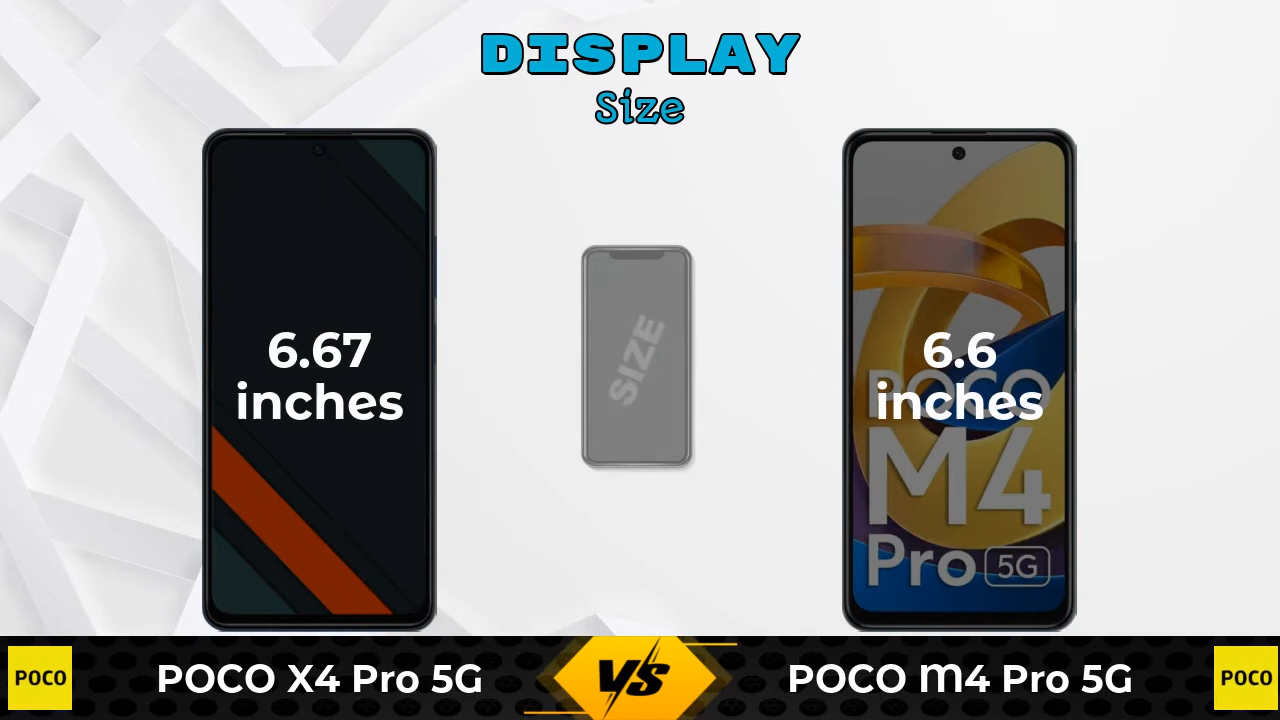 DISPLAY
Size
6.67
inches
SIZE
6.6
inches
POCO
M4
Pro 5G
POCO
POCO X4 Pro 5G
VS
POCO M4 Pro 5G
POCO